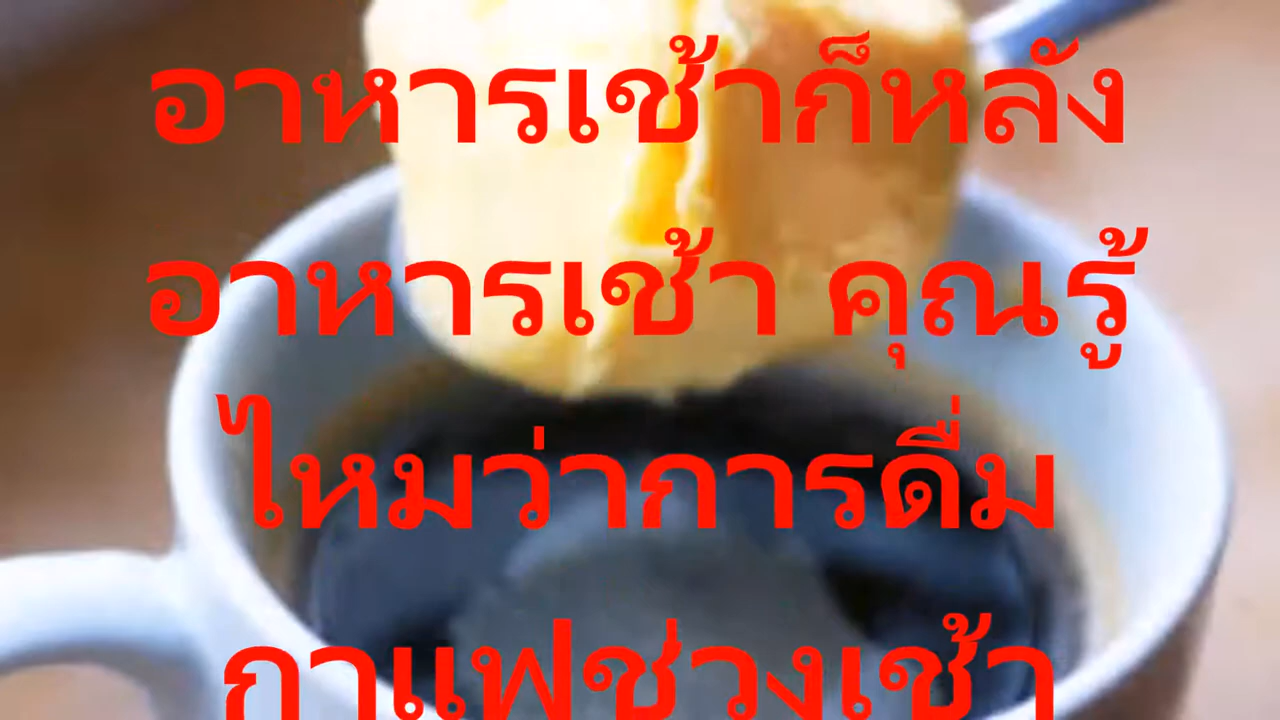 อาหารเช้าก็หลัง
อาหารเช้า คุณรู้
ไหมว่าการดื่ม
กาแฟช่วงเช้า